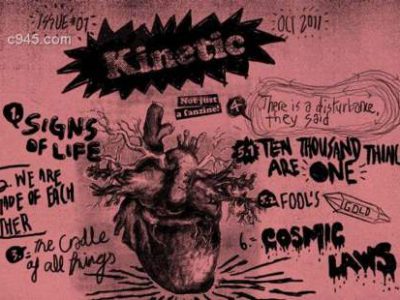 ISSUE #01
OCT 2011
c945.com
Kinetic
Not just
a fanzine!
1 SIGNS
OF LIFE
2. WE ARE
MADE OF EACH
OTHER
3 the Cradle
of all things
4. There is a disturbance,
they said
TEN THOUSAND THING
ARE ONE
FOOL'S GOLD
6. COSMIC
LAWS